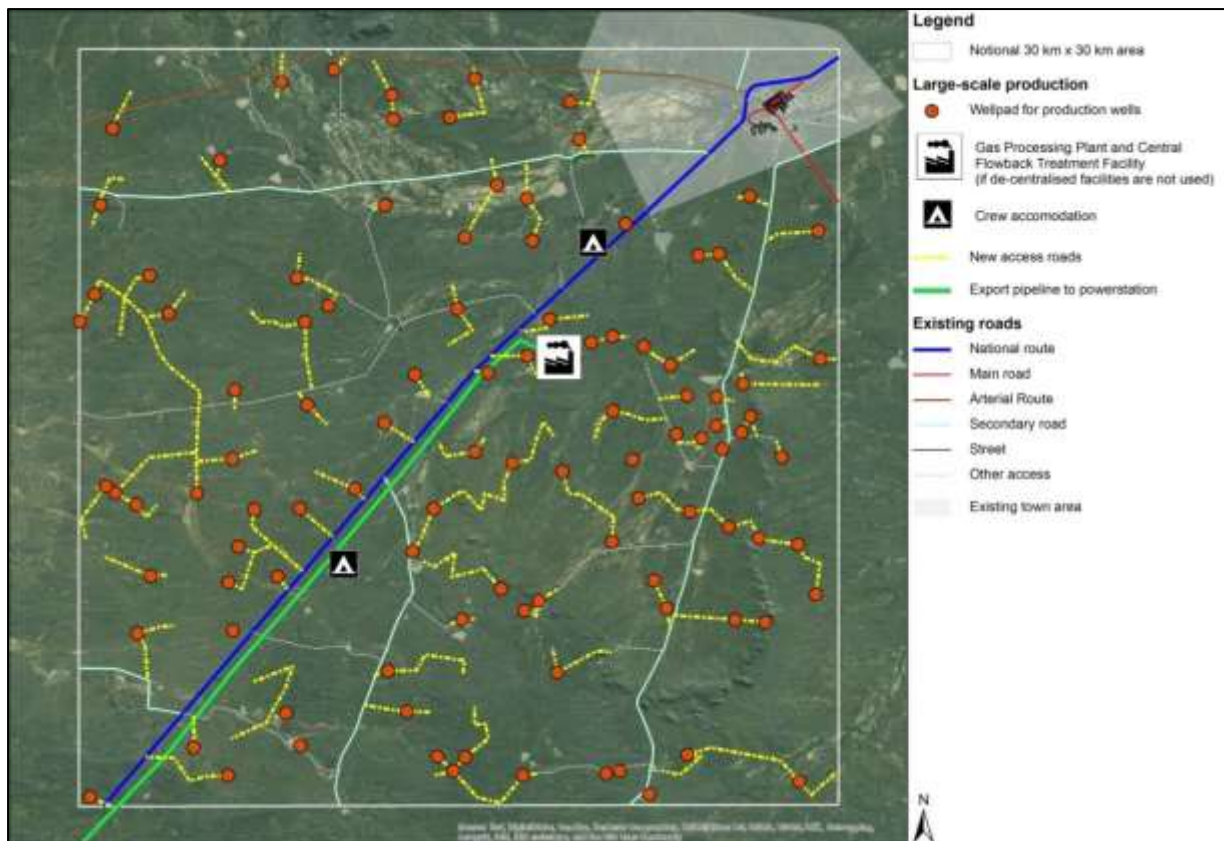 Legend
Notional 30 km x 30 km area
Large-scale production
Wellpad for production wells
Gas Processing Plant and Central
Flowback Treatment Facility
(if de-centralised facilities are not used)
Crew accomodation
New access roads
Export pipeline to powerstation
Existing roads
National route
Main road
Arterial Route
Secondary road
Street
Other access
Existing town area
N